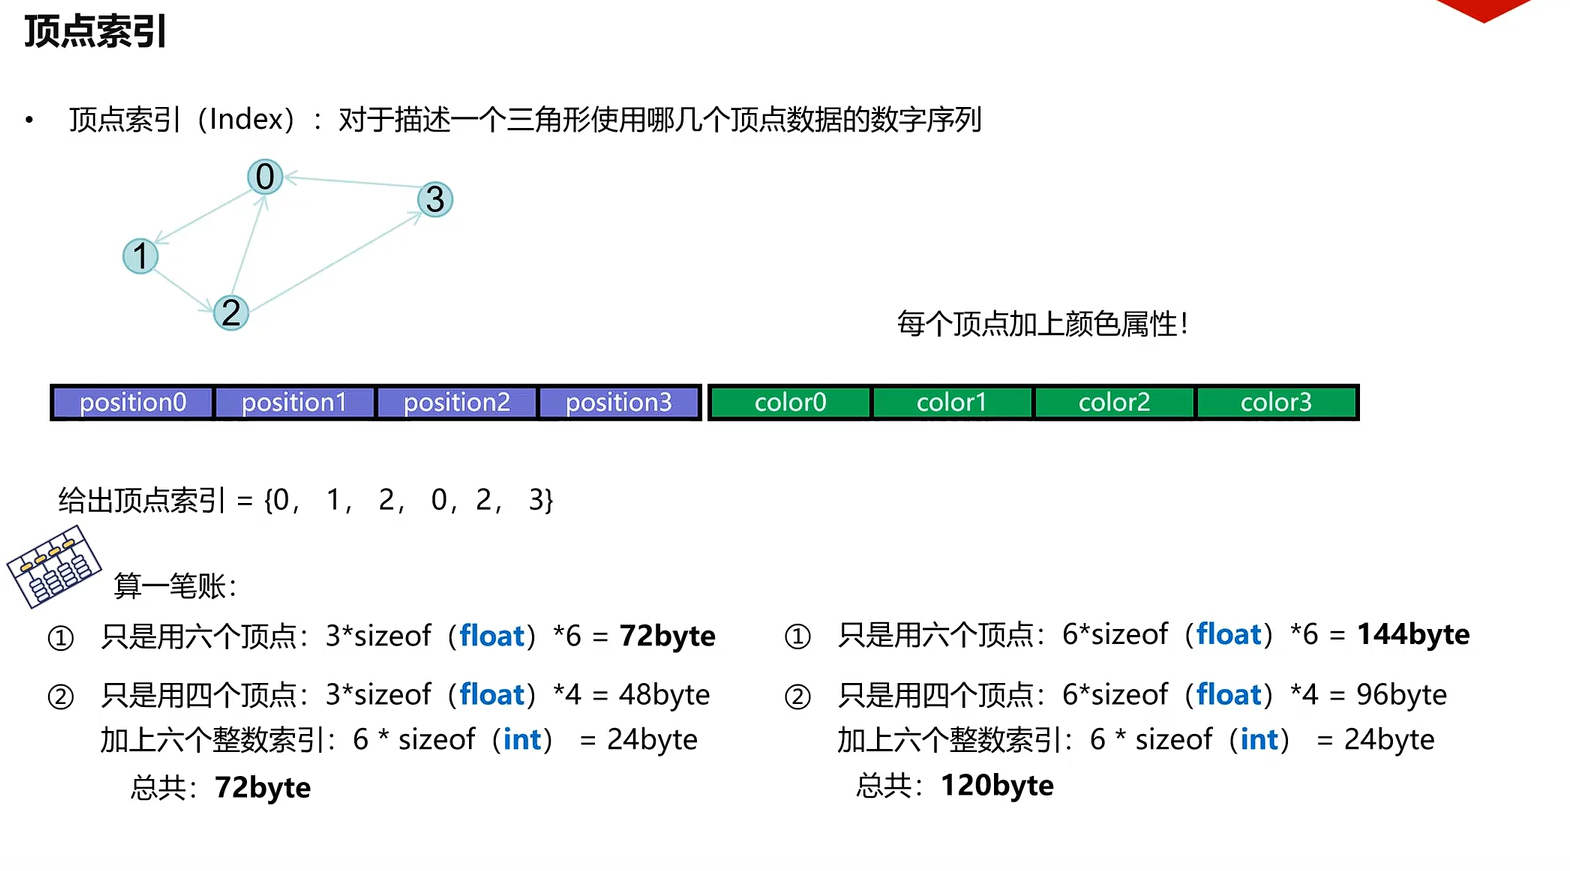 顶点索引
• 顶点索引（Index）：对于描述一个三角形使用哪几个顶点数据的数字序列
0
3
1
2
每个顶点加上颜色属性！
position0 position1 position2 position3 color0 color1 color2 color3
给出顶点索引 = {0， 1， 2， 0，2， 3}
算一笔账：
① 只是用六个顶点：3*sizeof（float）*6 = 72byte
② 只是用四个顶点：3*sizeof（float）*4 = 48byte
加上六个整数索引：6 * sizeof（int） = 24byte
总共：72byte
① 只是用六个顶点：6*sizeof（float）*6 = 144byte
② 只是用四个顶点：6*sizeof（float）*4 = 96byte
加上六个整数索引：6 * sizeof（int） = 24byte
总共：120byte